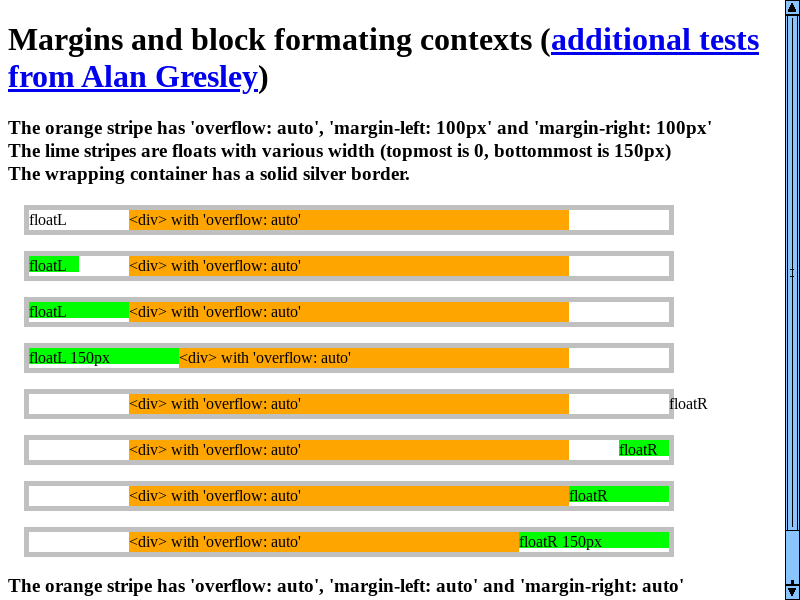 Margins and block formating contexts (additional tests
from Alan Gresley)
The orange stripe has 'overflow: auto', 'margin-left: 100px' and 'margin-right: 100px'
The lime stripes are floats with various width (topmost is 0, bottommost is 150px)
The wrapping container has a solid silver border.
floatL <div> with 'overflow: auto'
floatL <div> with 'overflow: auto'
floatL <div> with 'overflow: auto'
floatL 150px <div> with 'overflow: auto'
<div> with 'overflow: auto' floatR
<div> with 'overflow: auto' floatR
<div> with 'overflow: auto' floatR
<div> with 'overflow: auto' floatR 150px
The orange stripe has 'overflow: auto', 'margin-left: auto' and 'margin-right: auto'